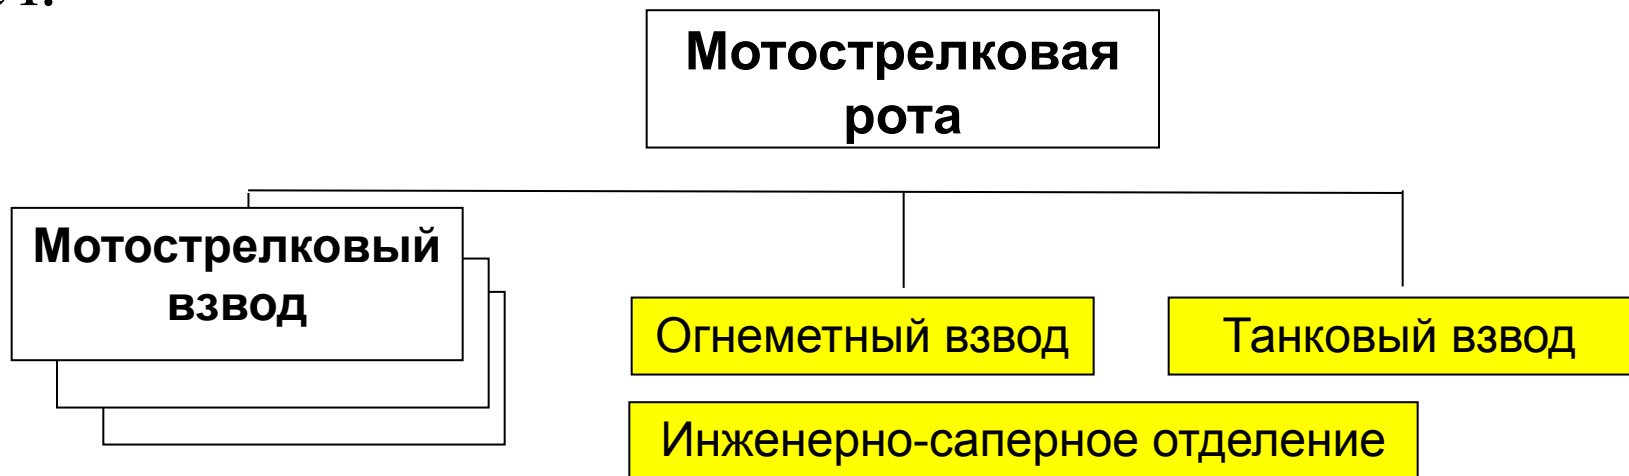 Мотострелковая
рота
Мотострелковый
взвод
Огнеметный взвод
Танковый взвод
Инженерно-саперное отделение